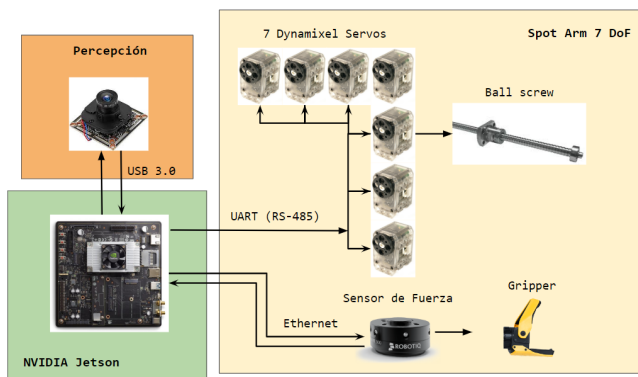 Percepción
7 Dynamixel Servos
Spot Arm 7 DoF
Ball screw
USB 3.0
UART (RS-485)
Sensor de Fuerza
Gripper
Ethernet
ROBOTIQ
NVIDIA Jetson